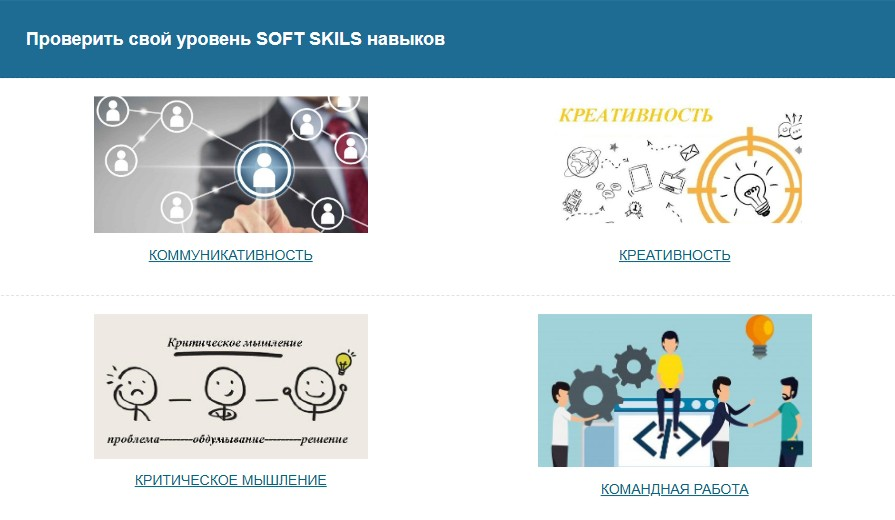 Проверить свой уровень SOFT SKILS навыков
КРЕАТИВНОСТЬ
КОММУНИКАТИВНОСТЬ
КРЕАТИВНОСТЬ
Критическое мышление
проблема--------обдумывание---------решение
</>
КРИТИЧЕСКОЕ МЫШЛЕНИЕ
КОМАНДНАЯ РАБОТА